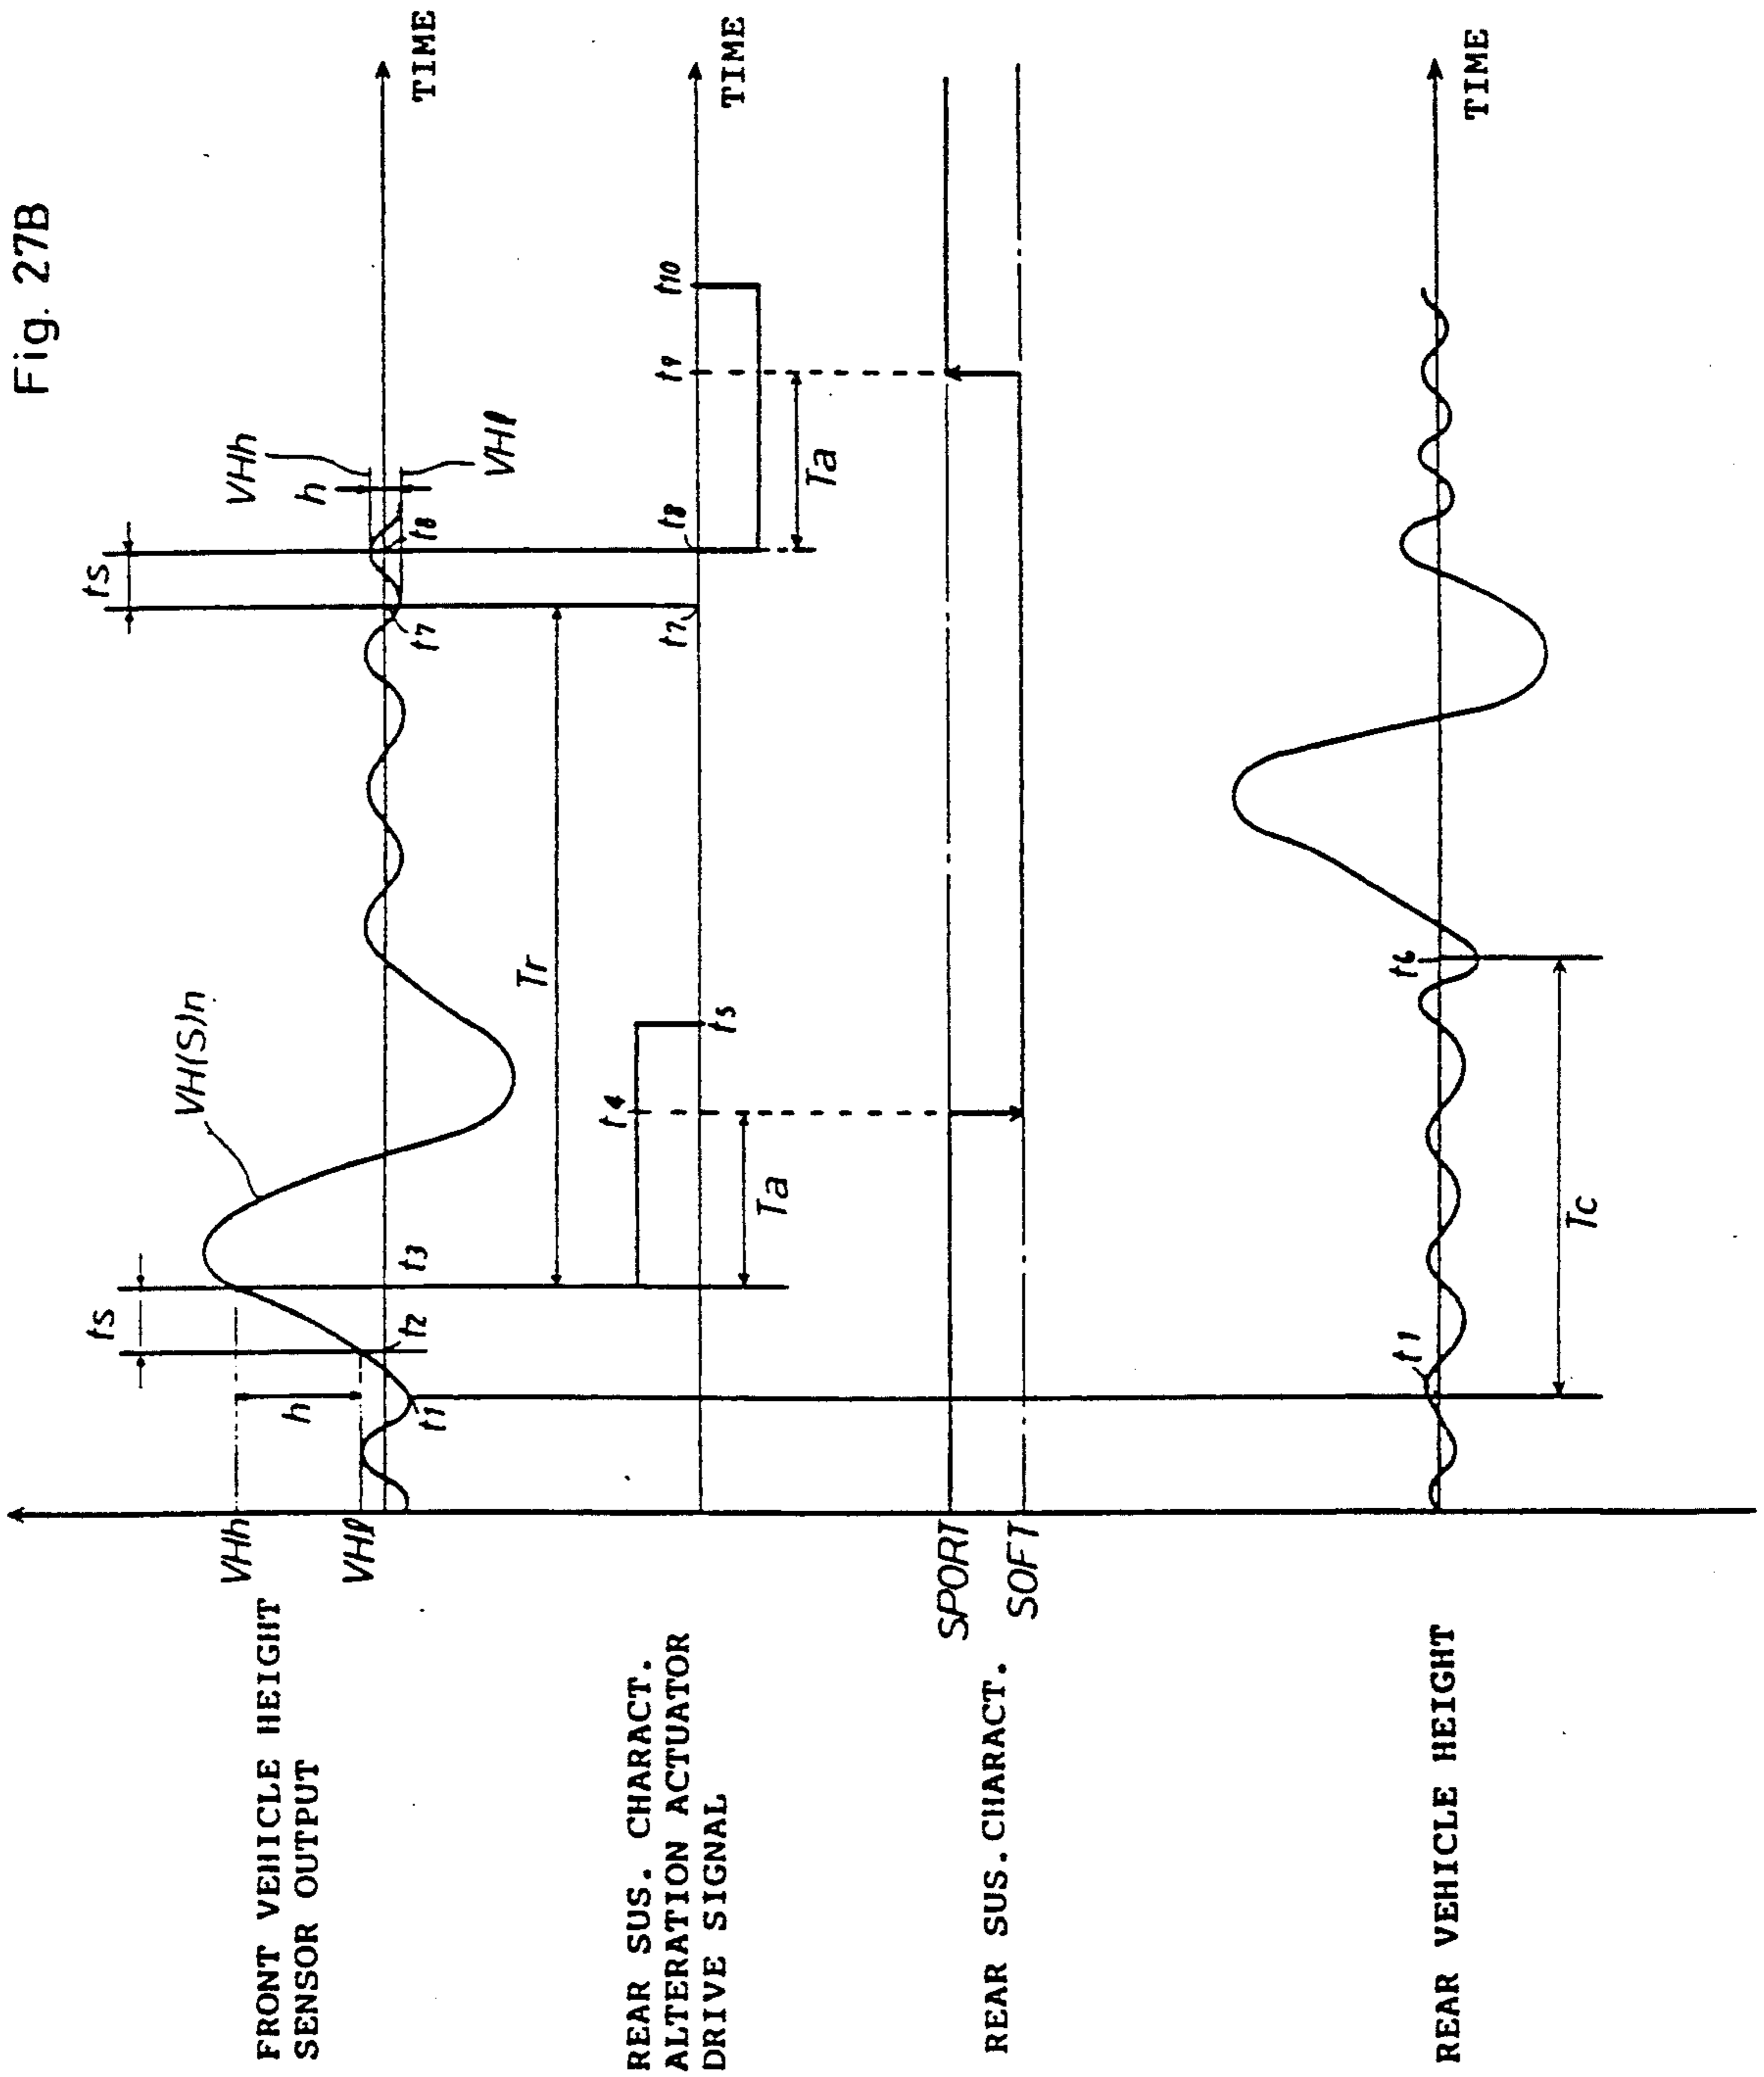 Fig. 27B
FRONT VEHICLE HEIGHT
SENSOR OUTPUT
VHh
VHl
h
ts
t1
t2
t3
VH(S)n
Tr
ts
t7
t8
h
VHh
VHl
TIME
REAR SUS. CHARACT.
ALTERATION ACTUATOR
DRIVE SIGNAL
Ta
t4
t5
t7
t8
Ta
t9
t10
TIME
REAR SUS.CHARACT.
SPORT
SOFT
REAR VEHICLE HEIGHT
t1
Tc
t6
TIME